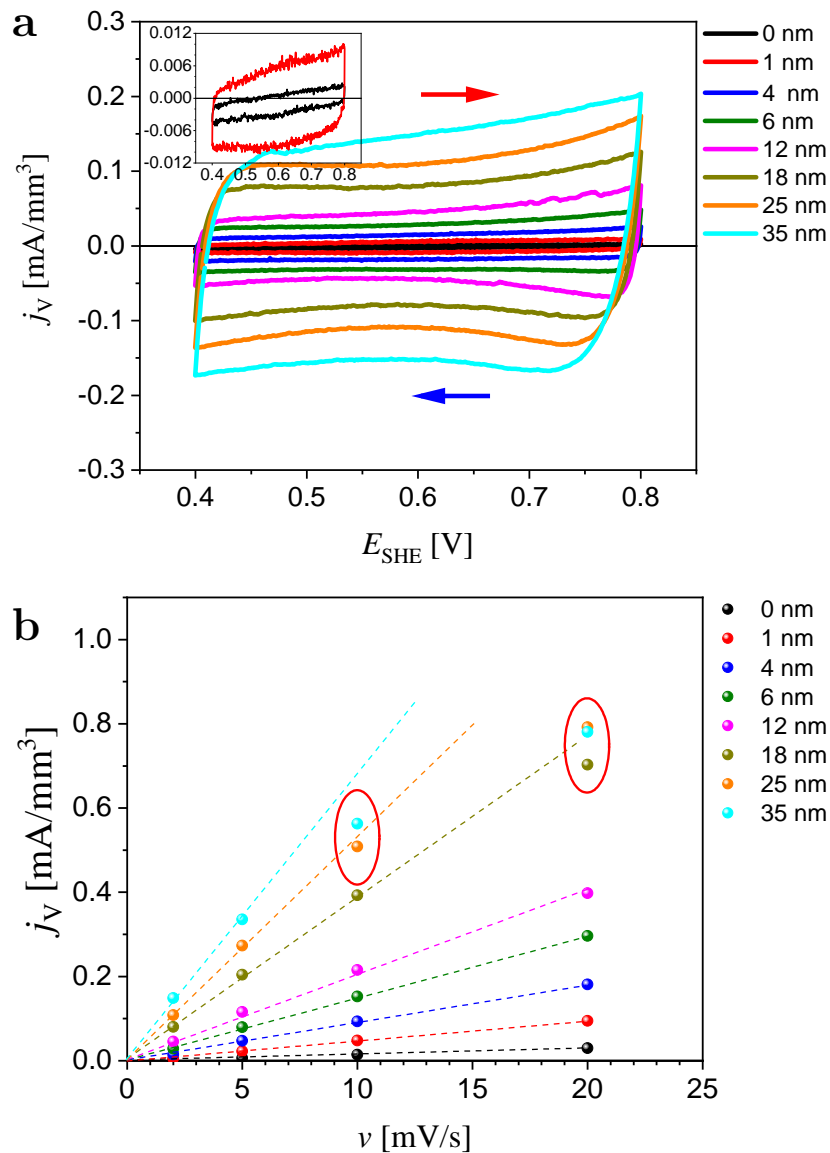 a
0.012
0.006
0.000
-0.006
-0.012
0.4 0.5 0.6 0.7 0.8
0.3
0.2
0.1
0.0
-0.1
-0.2
-0.3
j_V [mA/mm³]
0.4 0.5 0.6 0.7 0.8
E_SHE [V]
0 nm
1 nm
4 nm
6 nm
12 nm
18 nm
25 nm
35 nm
b
1.0
0.8
0.6
0.4
0.2
0.0
j_V [mA/mm³]
0 5 10 15 20 25
v [mV/s]
0 nm
1 nm
4 nm
6 nm
12 nm
18 nm
25 nm
35 nm